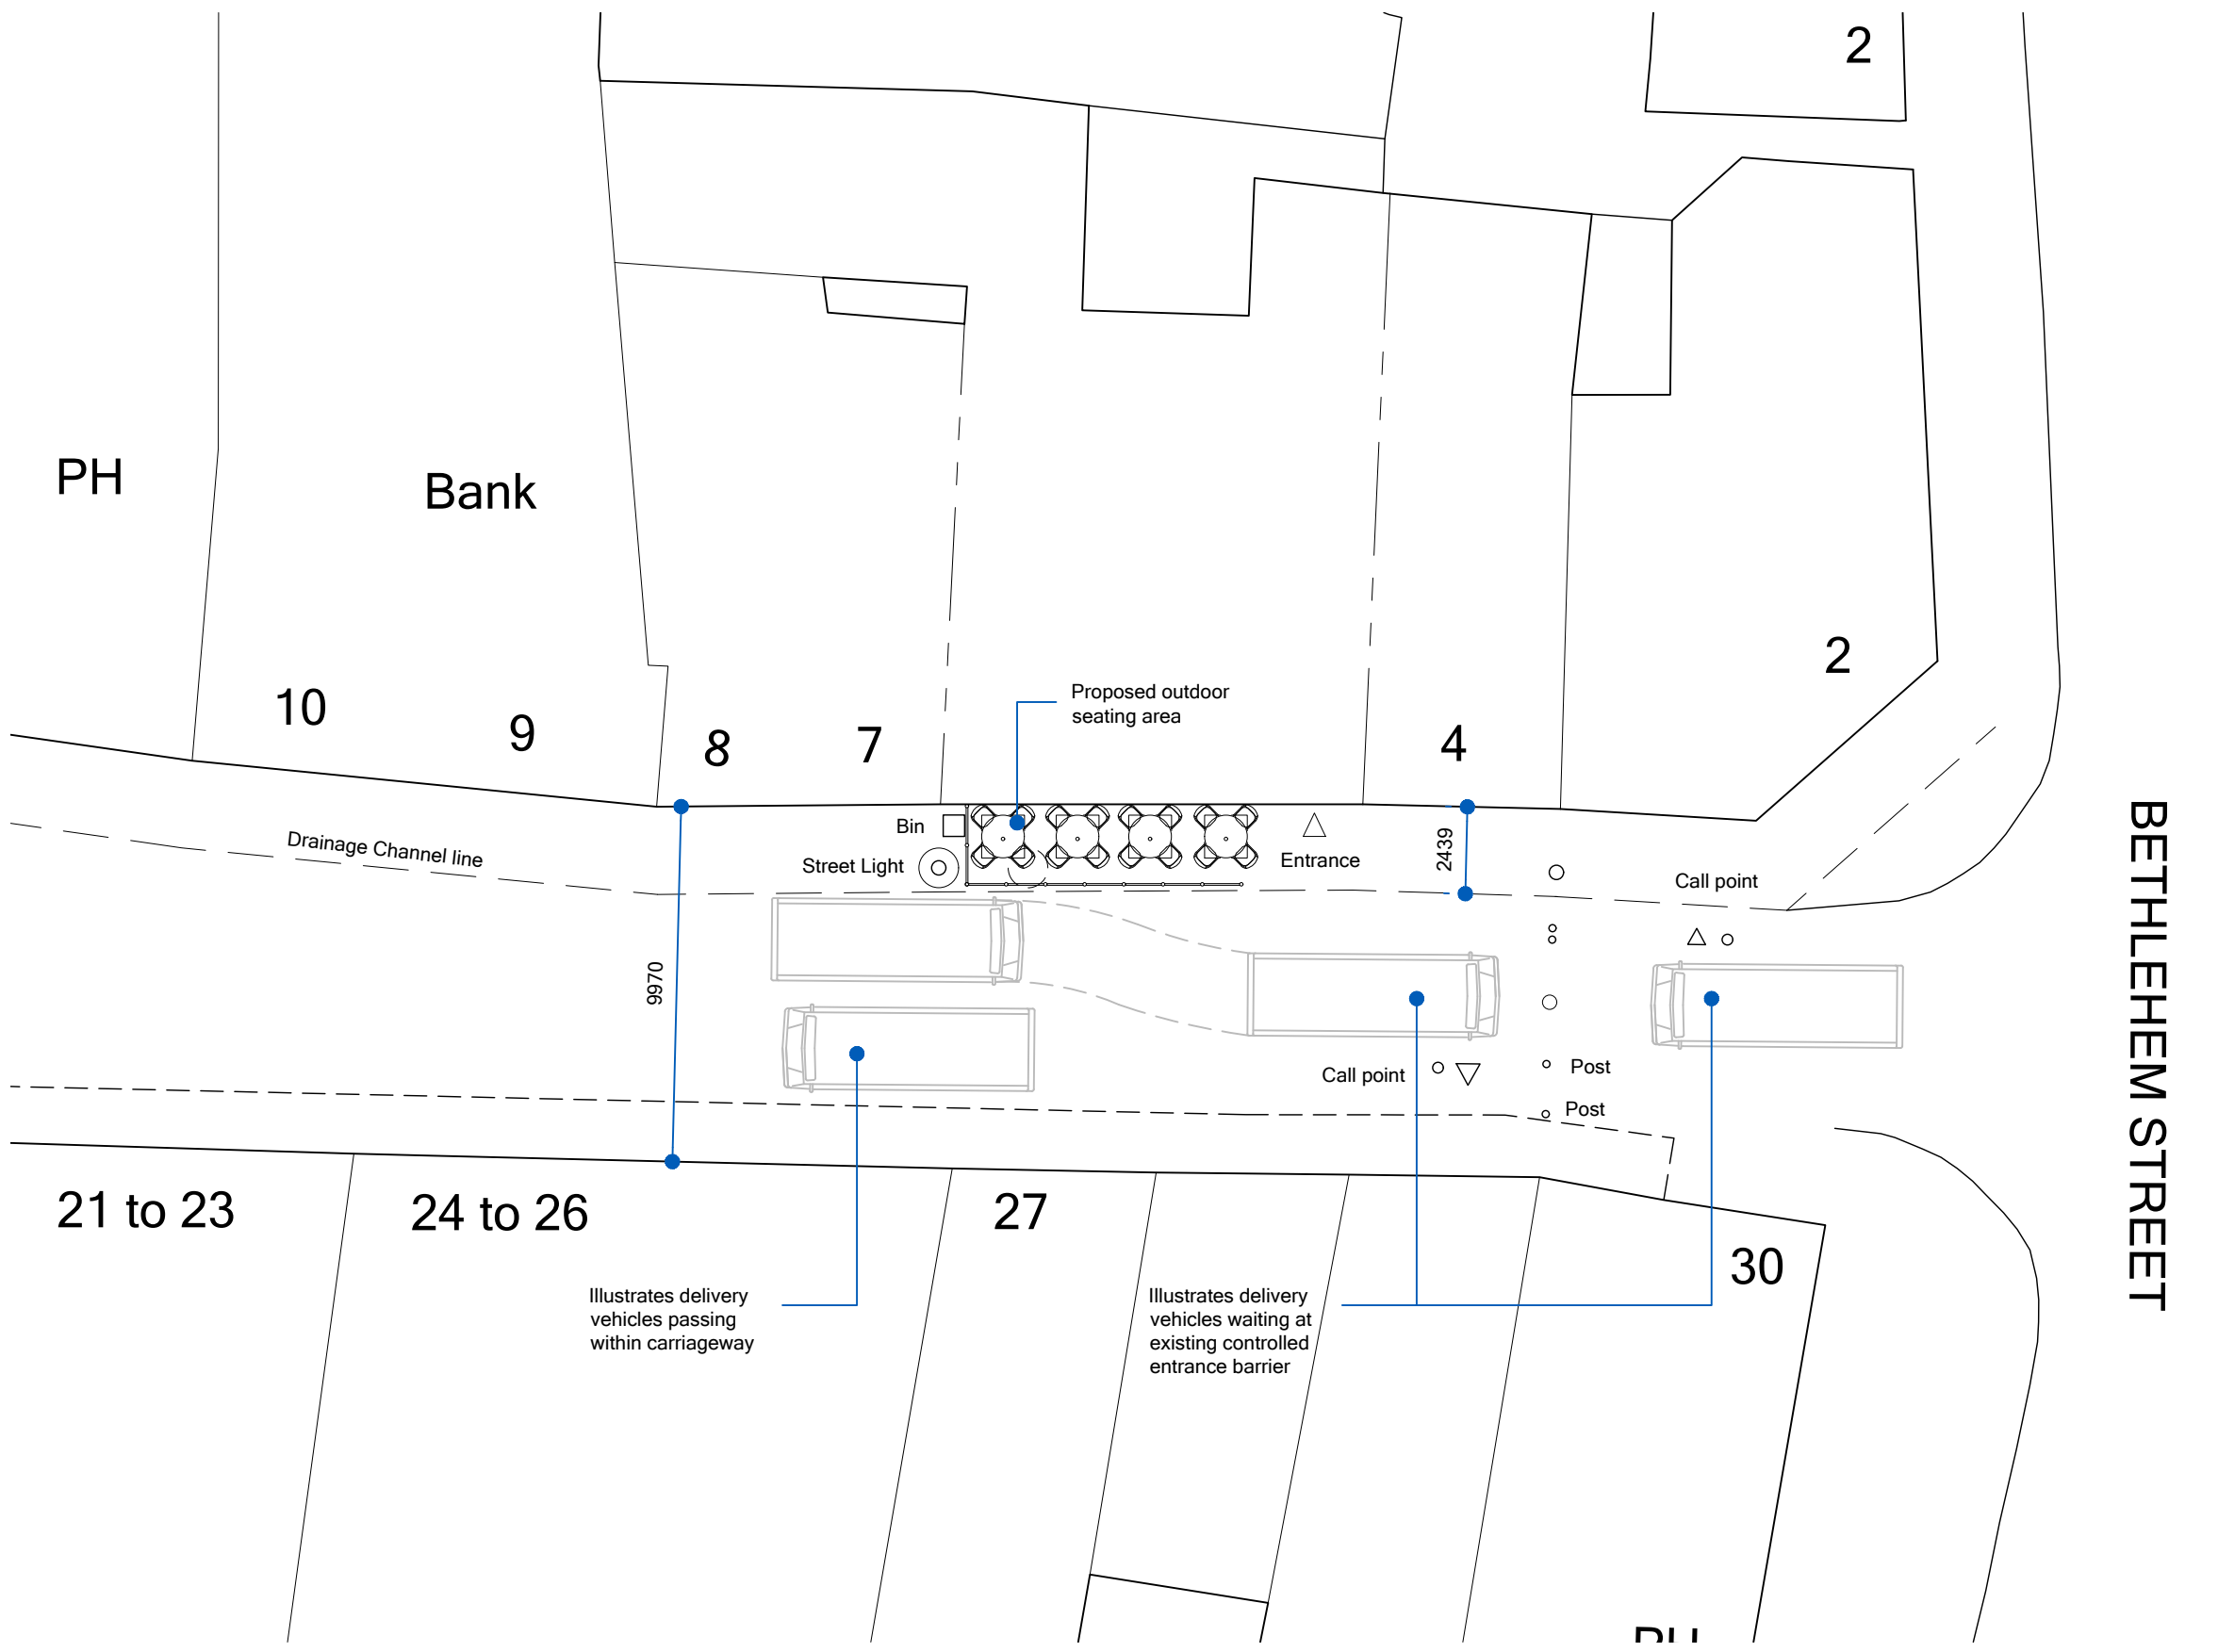 2
PH
Bank
2
10
9
8
7
4
Proposed outdoor
seating area
Bin
Street Light
Entrance
2439
Drainage Channel line
Call point
9970
Call point
Post
Post
BETHLEHEM STREET
21 to 23
24 to 26
27
30
Illustrates delivery
vehicles passing
within carriageway
Illustrates delivery
vehicles waiting at
existing controlled
entrance barrier
PH